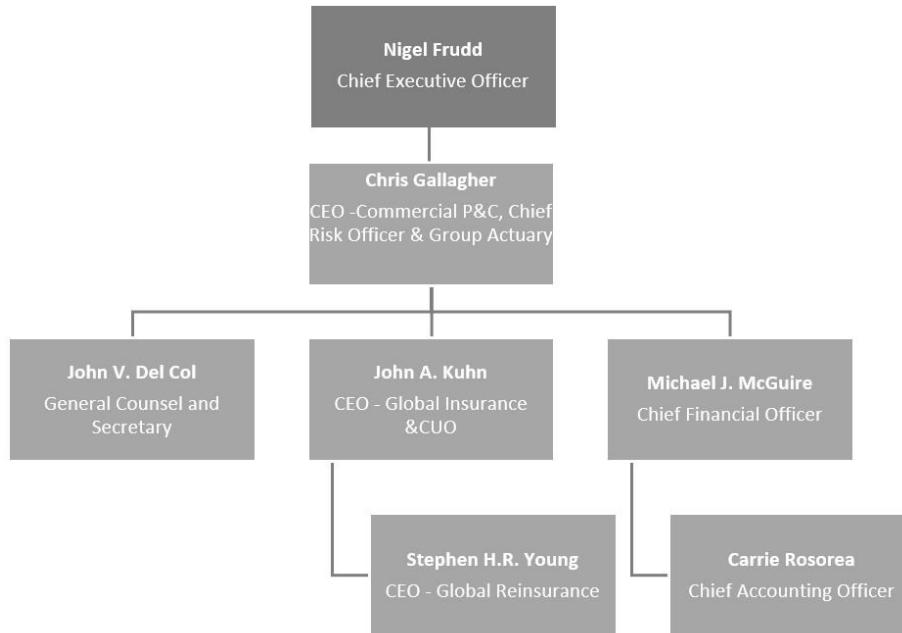 Nigel Frudd
Chief Executive Officer
Chris Gallagher
CEO -Commercial P&C, Chief
Risk Officer & Group Actuary
John V. Del Col
General Counsel and
Secretary
John A. Kuhn
CEO - Global Insurance
&CUO
Michael J. McGuire
Chief Financial Officer
Stephen H.R. Young
CEO - Global Reinsurance
Carrie Rosorea
Chief Accounting Officer